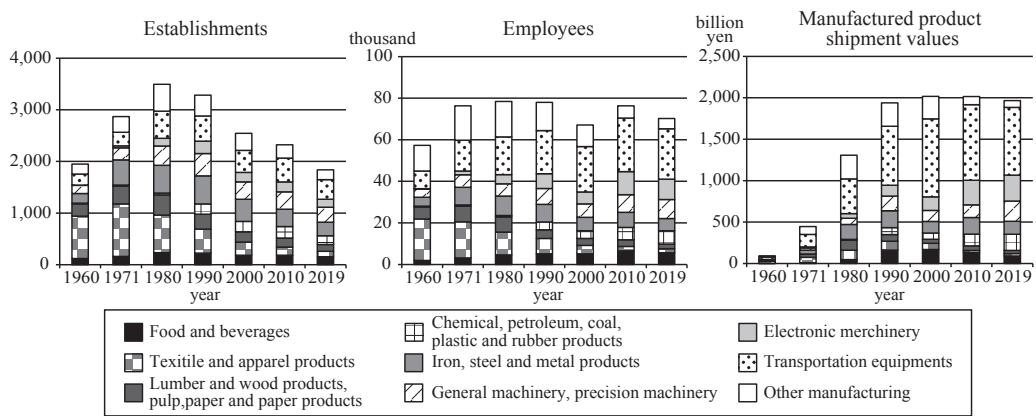 Establishments
4,000
3,000
2,000
1,000
0
1960 1971 1980 1990 2000 2010 2019
year
Employees
thousand
100
80
60
40
20
0
1960 1971 1980 1990 2000 2010 2019
year
Manufactured product
shipment values
billion
yen
2,500
2,000
1,500
1,000
500
0
1960 1971 1980 1990 2000 2010 2019
year
Food and beverages
Texitile and apparel products
Lumber and wood products,
pulp,paper and paper products
Chemical, petroleum, coal,
plastic and rubber products
Iron, steel and metal products
General machinery, precision machinery
Electronic merchinery
Transportation equipments
Other manufacturing